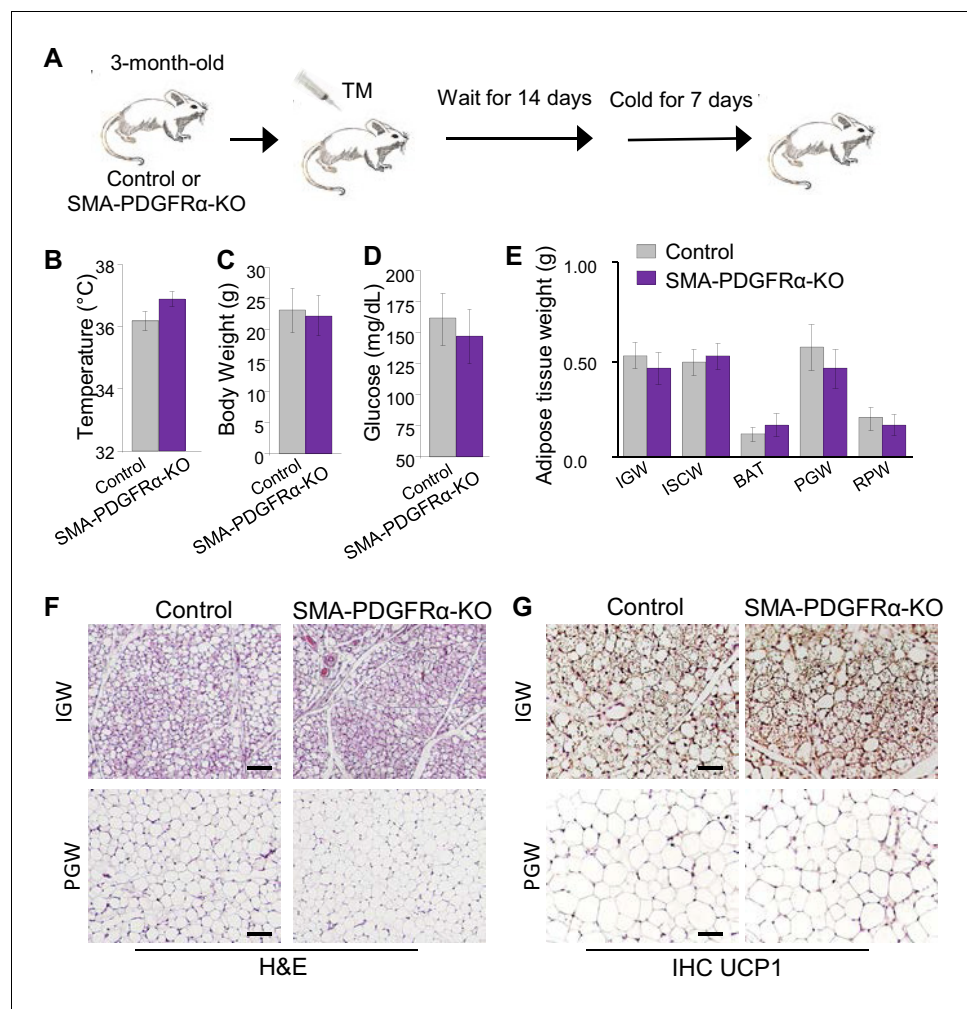 A
3-month-old
Control or
SMA-PDGFRα-KO
TM
Wait for 14 days
Cold for 7 days
B
Temperature (°C)
38
36
34
32
Control
SMA-PDGFRα-KO
C
Body Weight (g)
30
25
20
15
10
5
0
Control
SMA-PDGFRα-KO
D
Glucose (mg/dL)
200
175
150
125
100
75
50
Control
SMA-PDGFRα-KO
E
Control
SMA-PDGFRα-KO
Adipose tissue weight (g)
1.00
0.50
0.0
IGW
ISCW
BAT
PGW
RPW
F
Control
SMA-PDGFRα-KO
IGW
PGW
H&E
G
Control
SMA-PDGFRα-KO
IGW
PGW
IHC UCP1